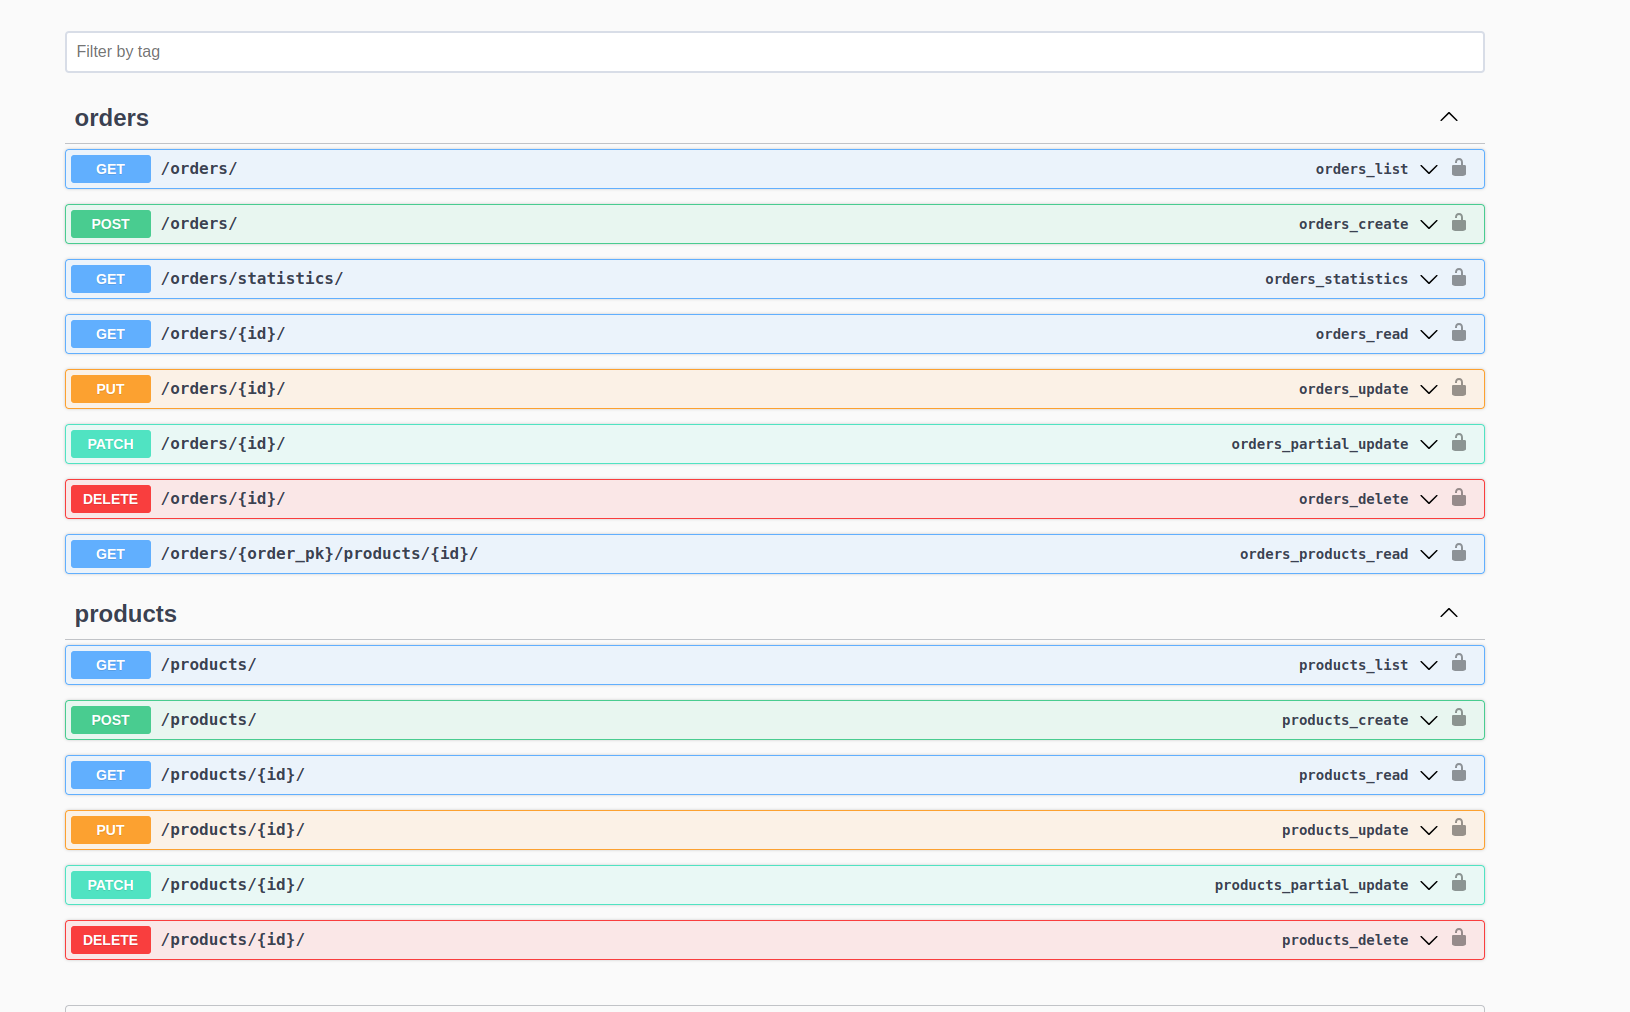 Filter by tag
orders
GET /orders/ orders_list
POST /orders/ orders_create
GET /orders/statistics/ orders_statistics
GET /orders/{id}/ orders_read
PUT /orders/{id}/ orders_update
PATCH /orders/{id}/ orders_partial_update
DELETE /orders/{id}/ orders_delete
GET /orders/{order_pk}/products/{id}/ orders_products_read
products
GET /products/ products_list
POST /products/ products_create
GET /products/{id}/ products_read
PUT /products/{id}/ products_update
PATCH /products/{id}/ products_partial_update
DELETE /products/{id}/ products_delete